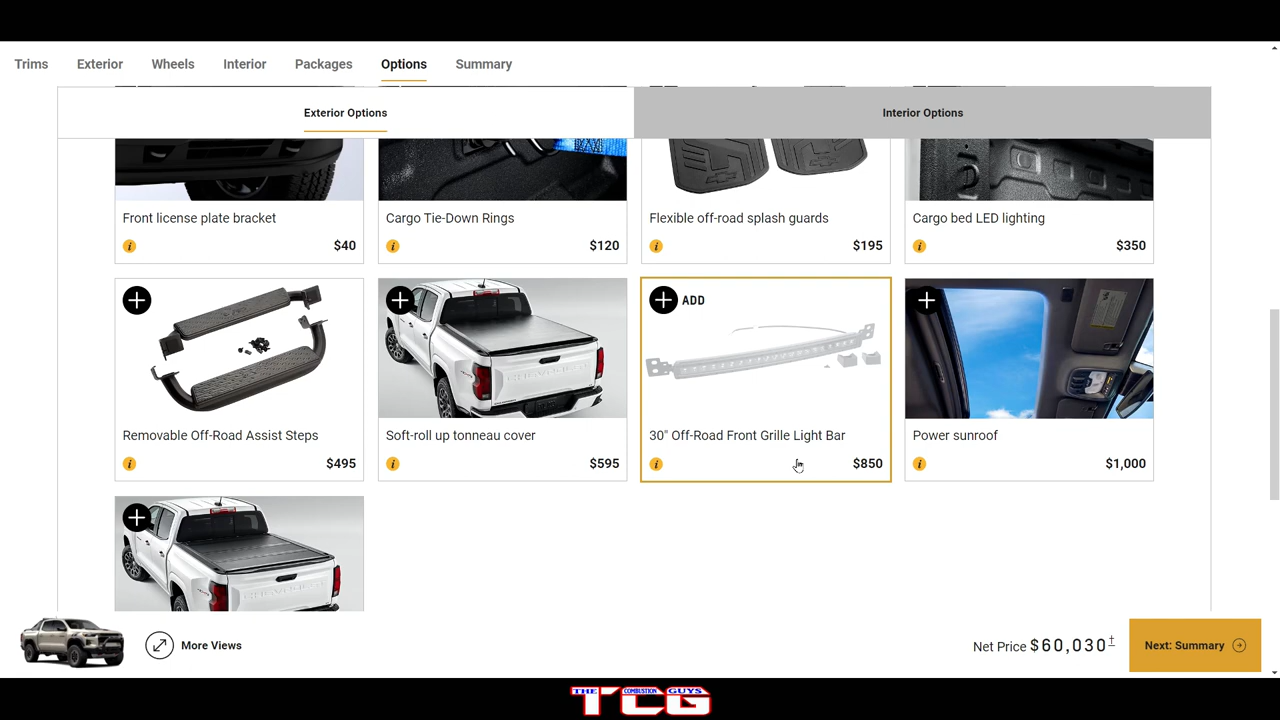 Trims Exterior Wheels Interior Packages Options Summary
Exterior Options Interior Options
Front license plate bracket
$40
Cargo Tie-Down Rings
$120
Flexible off-road splash guards
$195
Cargo bed LED lighting
$350
Removable Off-Road Assist Steps
$495
Soft-roll up tonneau cover
$595
ADD
30" Off-Road Front Grille Light Bar
$850
Power sunroof
$1,000
More Views
Net Price $60,030‡
Next: Summary
THE COMBUSTION GUYS
TCG